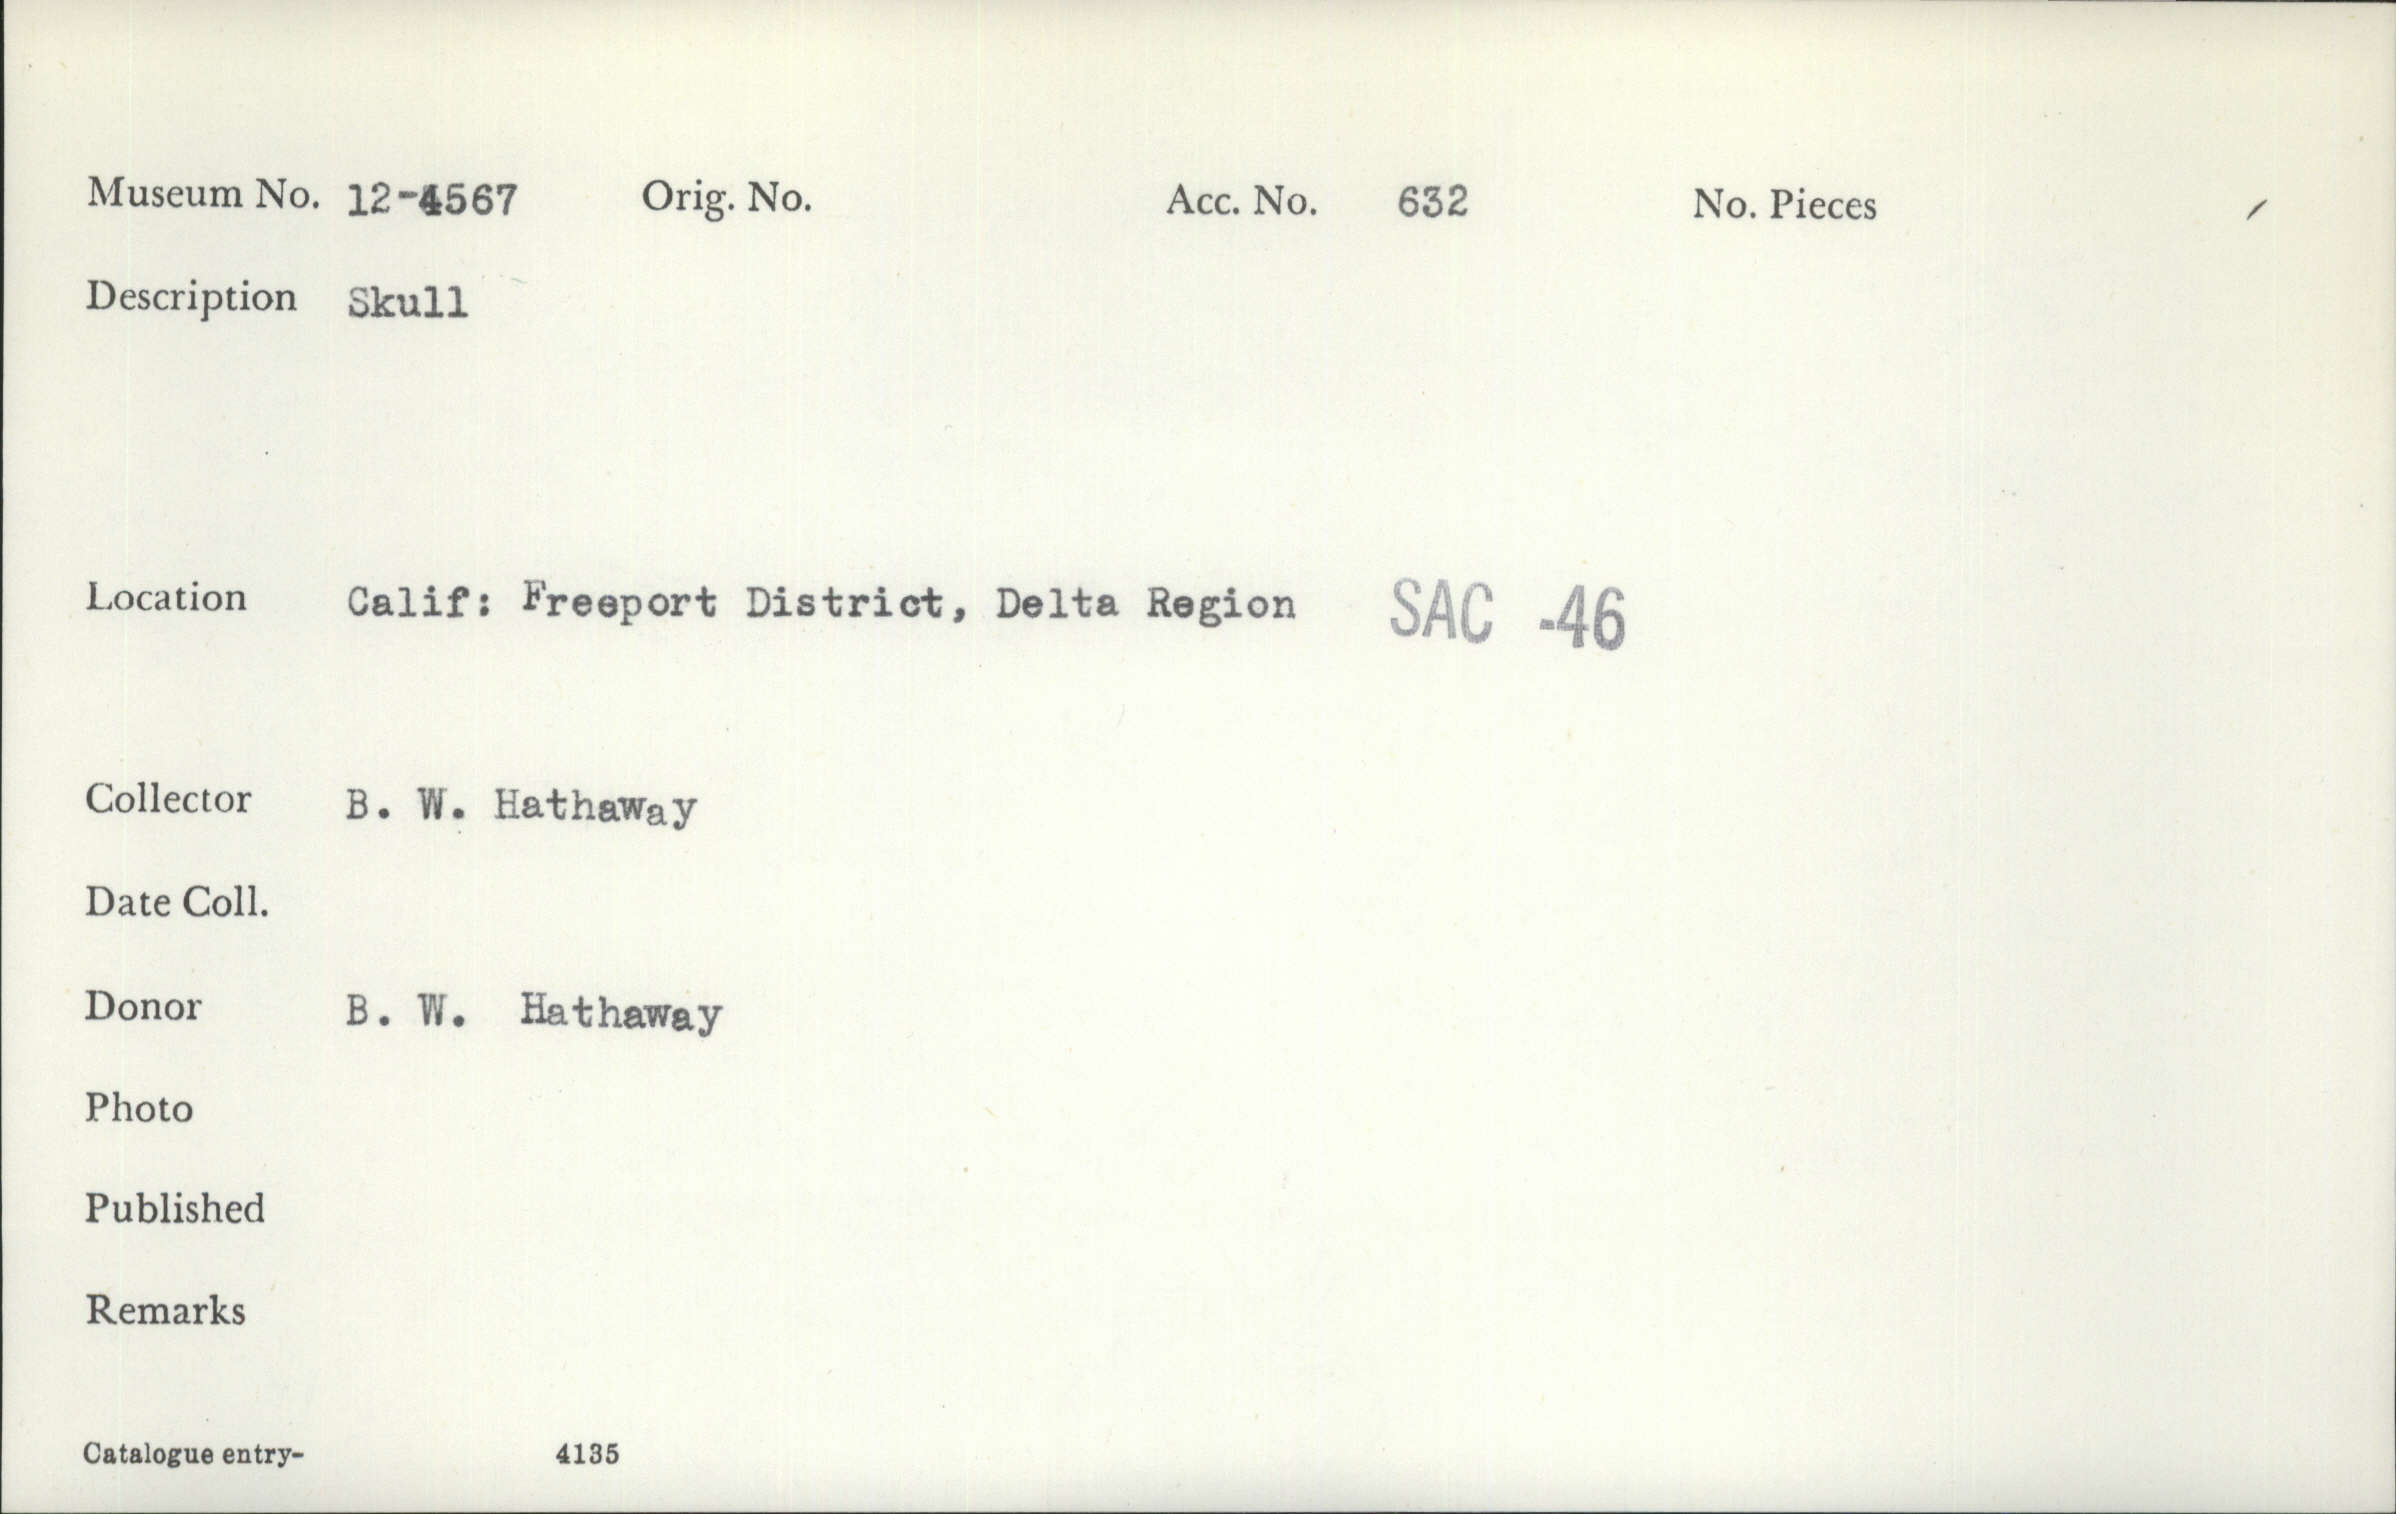 Museum No. 12-4567 Orig. No. Acc. No. 632 No. Pieces /
Description Skull
Location Calif: Freeport District, Delta Region SAC -46
Collector B. W. Hathaway
Date Coll.
Donor B. W. Hathaway
Photo
Published
Remarks
Catalogue entry- 4135